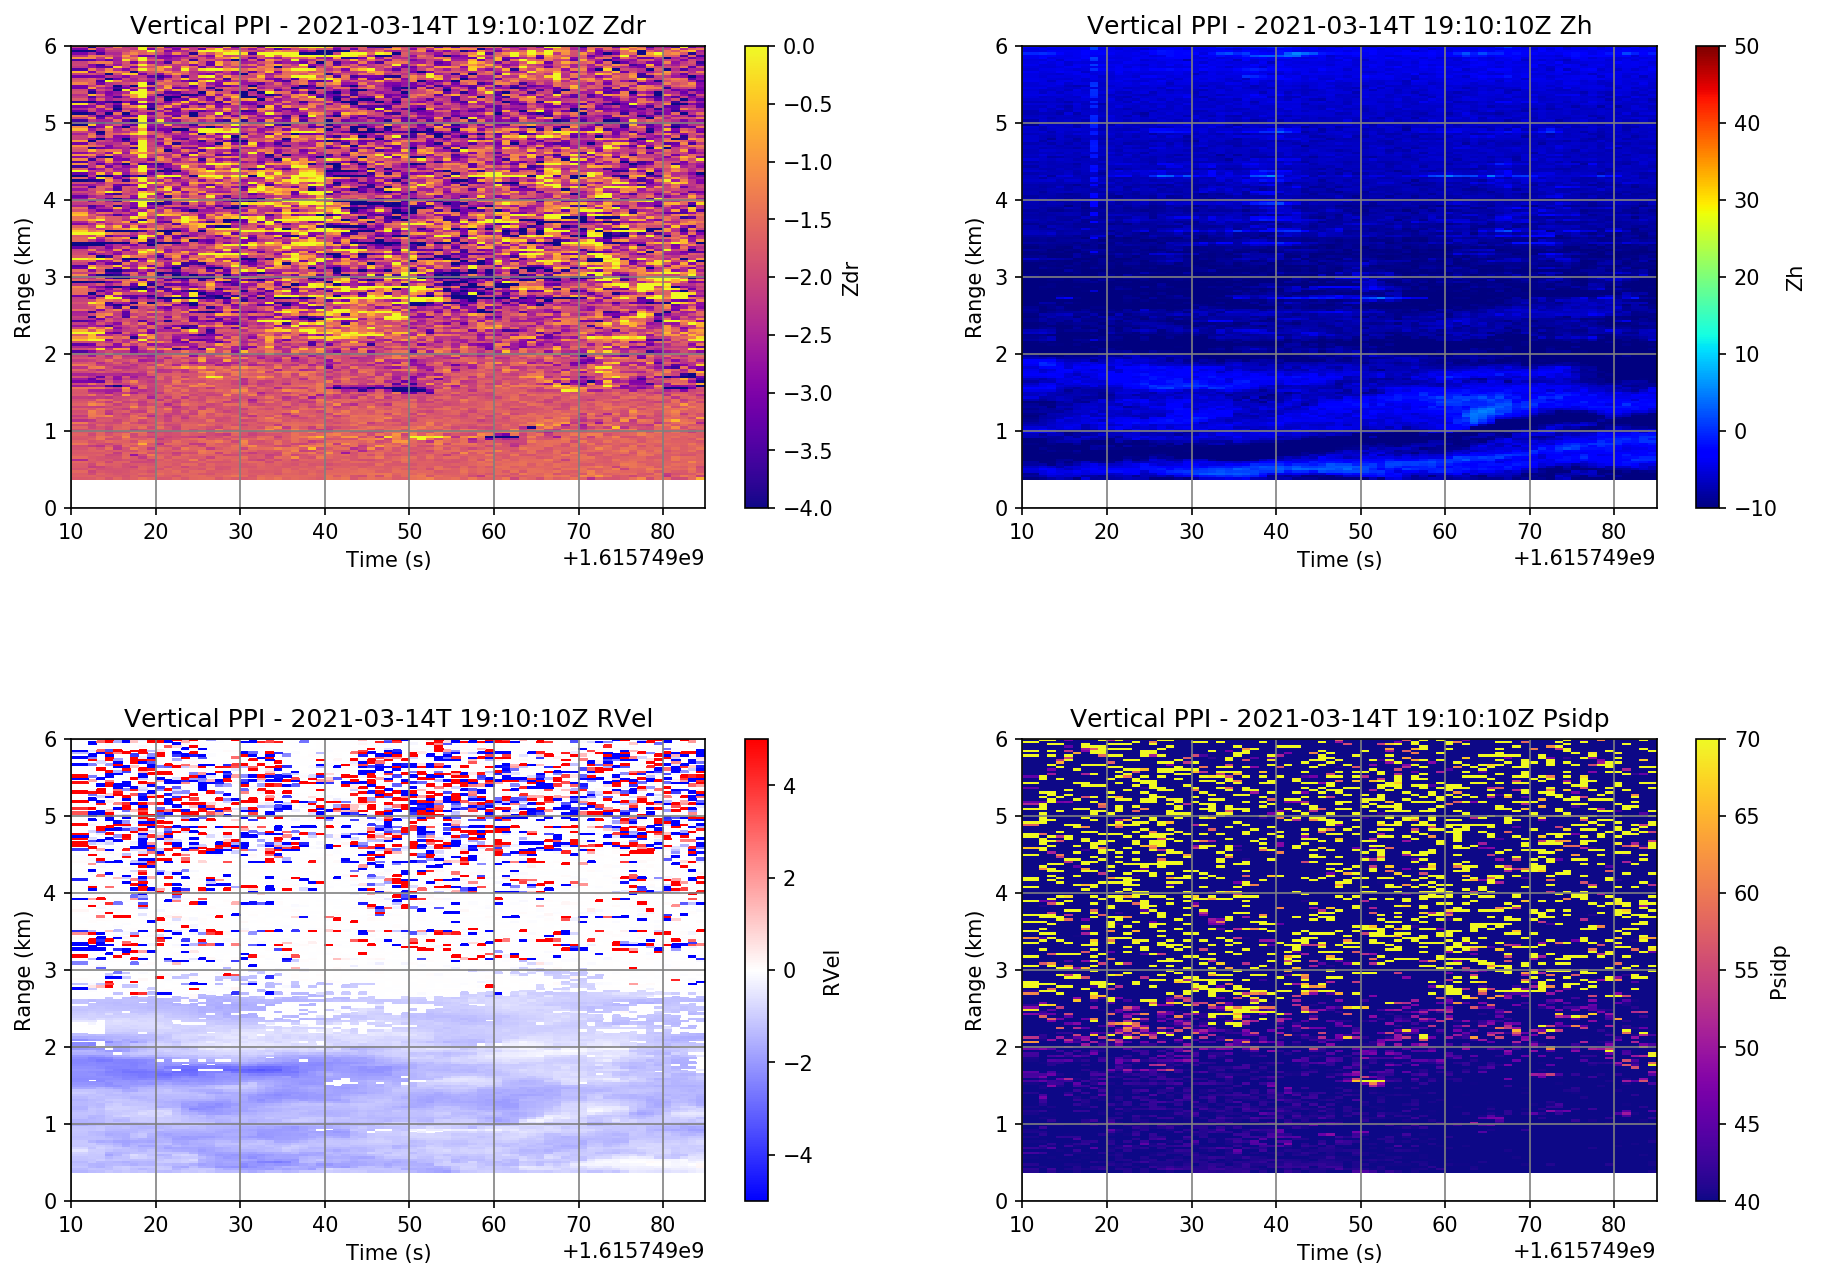 Vertical PPI - 2021-03-14T 19:10:10Z Zdr
6
5
4
3
2
1
0
Range (km)
10 20 30 40 50 60 70 80
Time (s)
+1.615749e9
0.0
−0.5
−1.0
−1.5
−2.0
−2.5
−3.0
−3.5
−4.0
Zdr
Vertical PPI - 2021-03-14T 19:10:10Z Zh
6
5
4
3
2
1
0
Range (km)
10 20 30 40 50 60 70 80
Time (s)
+1.615749e9
50
40
30
20
10
0
−10
Zh
Vertical PPI - 2021-03-14T 19:10:10Z RVel
6
5
4
3
2
1
0
Range (km)
10 20 30 40 50 60 70 80
Time (s)
+1.615749e9
4
2
0
−2
−4
RVel
Vertical PPI - 2021-03-14T 19:10:10Z Psidp
6
5
4
3
2
1
0
Range (km)
10 20 30 40 50 60 70 80
Time (s)
+1.615749e9
70
65
60
55
50
45
40
Psidp